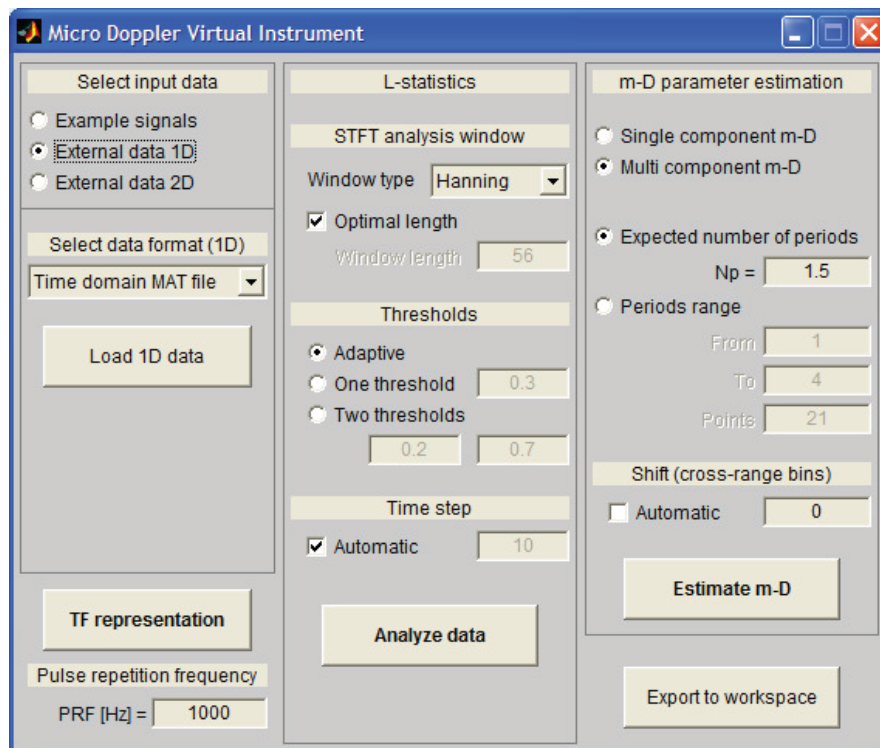 Micro Doppler Virtual Instrument
Select input data
Example signals
External data 1D
External data 2D
Select data format (1D)
Time domain MAT file
Load 1D data
TF representation
Pulse repetition frequency
PRF [Hz] = 1000
L-statistics
STFT analysis window
Window type Hanning
Optimal length
Window length 56
Thresholds
Adaptive
One threshold 0.3
Two thresholds
0.2 0.7
Time step
Automatic 10
Analyze data
m-D parameter estimation
Single component m-D
Multi component m-D
Expected number of periods
Np = 1.5
Periods range
From 1
To 4
Points 21
Shift (cross-range bins)
Automatic 0
Estimate m-D
Export to workspace